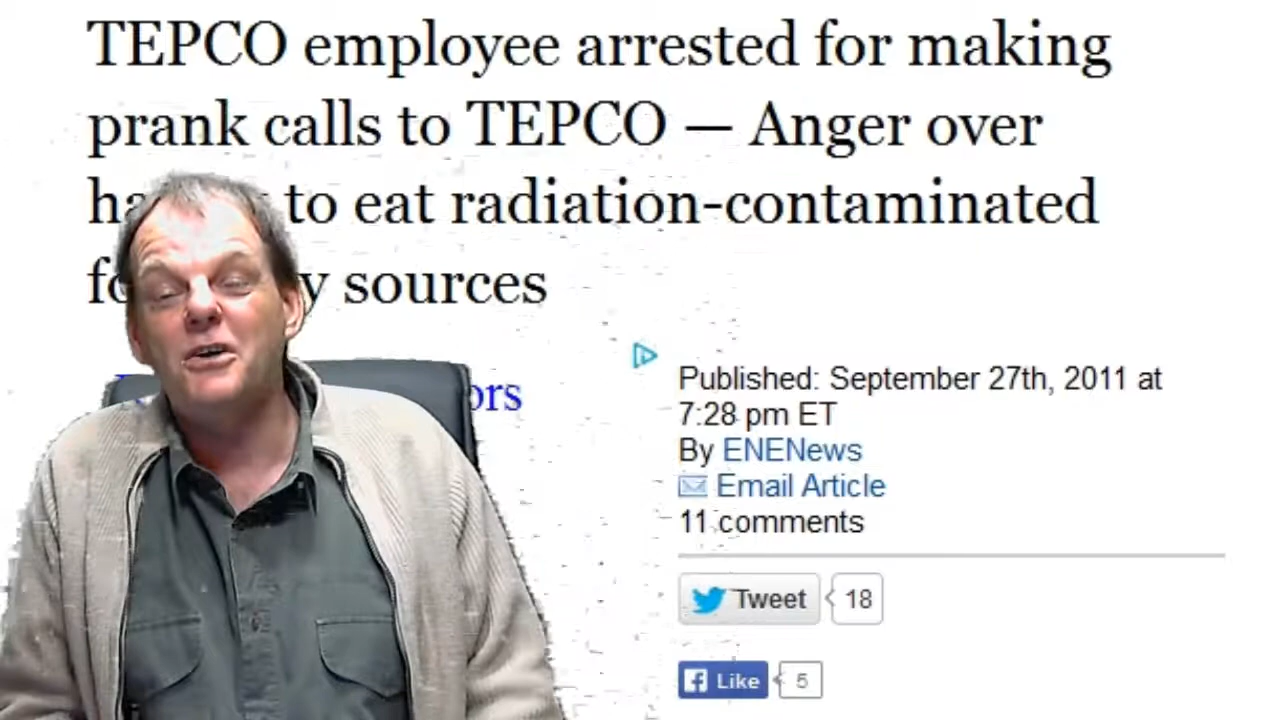 TEPCO employee arrested for making
prank calls to TEPCO — Anger over
to eat radiation-contaminated
sources
Published: September 27th, 2011 at
7:28 pm ET
By ENENews
Email Article
11 comments
Tweet 18
Like 5